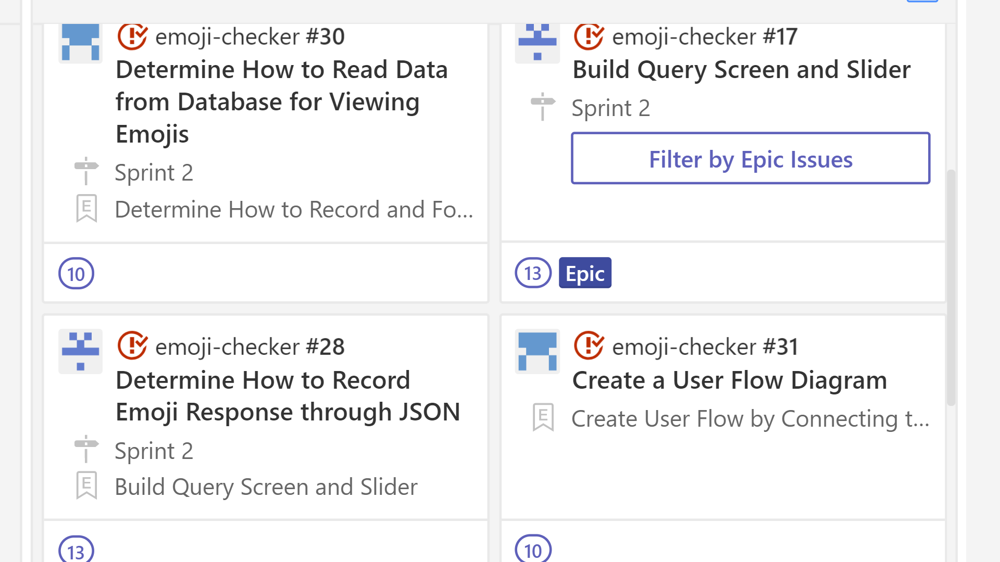 emoji-checker #30
Determine How to Read Data
from Database for Viewing
Emojis
Sprint 2
E
Determine How to Record and Fo...
10
emoji-checker #17
Build Query Screen and Slider
Sprint 2
Filter by Epic Issues
13
Epic
emoji-checker #28
Determine How to Record
Emoji Response through JSON
Sprint 2
E
Build Query Screen and Slider
13
emoji-checker #31
Create a User Flow Diagram
E
Create User Flow by Connecting t...
10